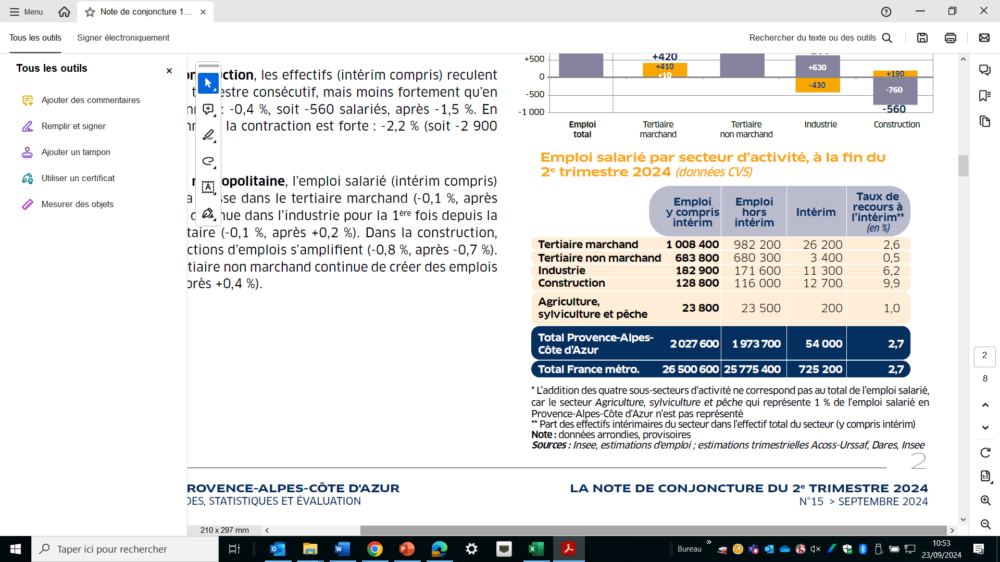 Menu
Note de conjoncture 1...
Tous les outils
Signer électroniquement
Rechercher du texte ou des outils
Tous les outils
Ajouter des commentaires
Remplir et signer
Ajouter un tampon
Utiliser un certificat
Mesurer des objets
ction, les effectifs (intérim compris) reculent
estre consécutif, mais moins fortement qu’en
: -0,4 %, soit -560 salariés, après -1,5 %. En
la contraction est forte : -2,2 % (soit -2 900
opolitaine, l’emploi salarié (intérim compris)
sse dans le tertiaire marchand (-0,1 %, après
nue dans l’industrie pour la 1ère fois depuis la
taire (-0,1 %, après +0,2 %). Dans la construction,
ctions d’emplois s’amplifient (-0,8 %, après -0,7 %).
tiaire non marchand continue de créer des emplois
près +0,4 %).
+500
0
-500
-1 000
+420
+410
+10
+630
-430
+190
-760
-560
Emploi total
Tertiaire marchand
Tertiaire non marchand
Industrie
Construction
Emploi salarié par secteur d’activité, à la fin du
2e trimestre 2024 (données CVS)
Emploi y compris intérim
Emploi hors intérim
Intérim
Taux de recours à l’intérim** (en %)
Tertiaire marchand 1 008 400 982 200 26 200 2,6
Tertiaire non marchand 683 800 680 300 3 400 0,5
Industrie 182 900 171 600 11 300 6,2
Construction 128 800 116 000 12 700 9,9
Agriculture,
sylviculture et pêche 23 800 23 500 200 1,0
Total Provence-Alpes-
Côte d’Azur 2 027 600 1 973 700 54 000 2,7
Total France métro. 26 500 600 25 775 400 725 200 2,7
* L’addition des quatre sous-secteurs d’activité ne correspond pas au total de l’emploi salarié,
car le secteur Agriculture, sylviculture et pêche qui représente 1 % de l’emploi salarié en
Provence-Alpes-Côte d’Azur n’est pas représenté
** Part des effectifs intérimaires du secteur dans l’effectif total du secteur (y compris intérim)
Note : données arrondies, provisoires
Sources : Insee, estimations d'emploi ; estimations trimestrielles Acoss-Urssaf, Dares, Insee
2
ROVENCE-ALPES-CÔTE D'AZUR
DES, STATISTIQUES ET ÉVALUATION
LA NOTE DE CONJONCTURE DU 2e TRIMESTRE 2024
N°15 > SEPTEMBRE 2024
2
8
210 x 297 mm
Taper ici pour rechercher
Bureau
10:53
23/09/2024